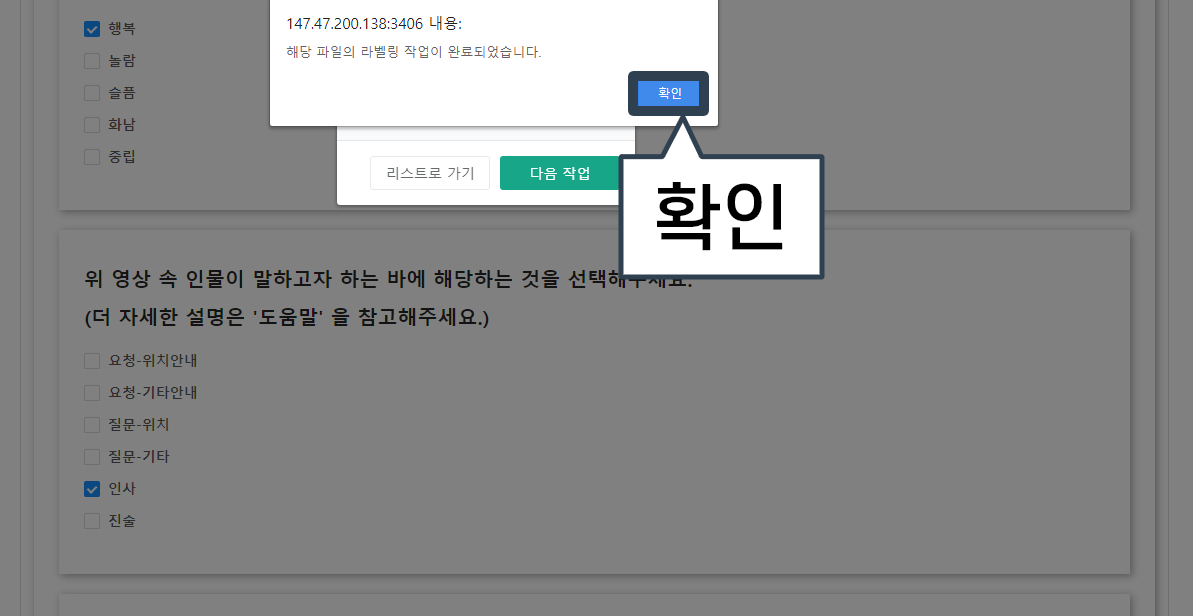 147.47.200.138:3406 내용:
해당 파일의 라벨링 작업이 완료되었습니다.
확인
행복
놀람
슬픔
화남
중립
리스트로 가기
다음 작업
확인
위 영상 속 인물이 말하고자 하는 바에 해당하는 것을 선택해주세요.
(더 자세한 설명은 '도움말' 을 참고해주세요.)
요청-위치안내
요청-기타안내
질문-위치
질문-기타
인사
진술